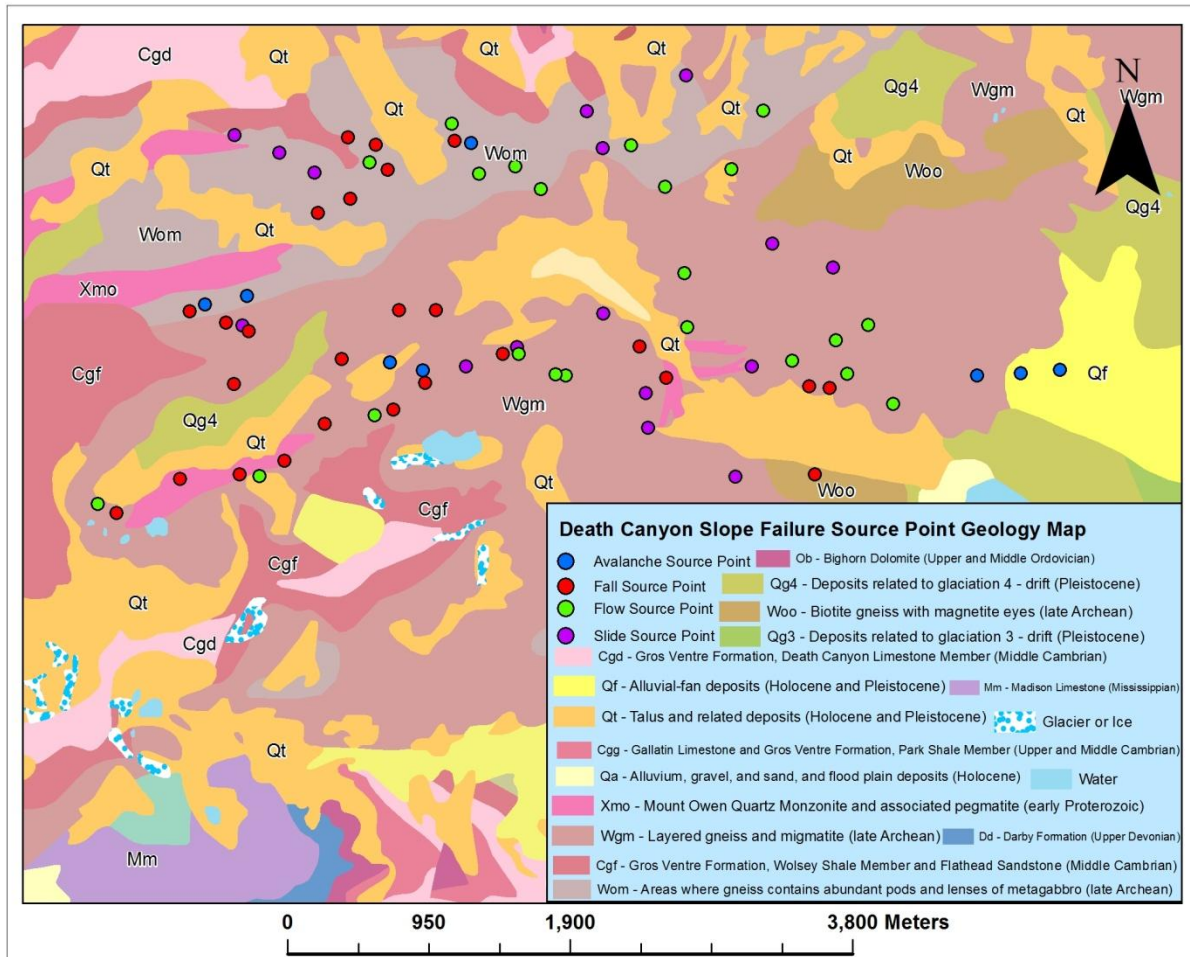 Cgd
Qt
Qt
Qt
Qg4
Wgm
Qt
N
Wgm
Qt
Qt
Qt
Wom
Qt
Woo
Qg4
Wom
Qt
Xmo
Qt
Cgf
Qf
Wgm
Qg4
Qt
Qt
Woo
Cgf
Cgf
Qt
Cgd
Qt
Mm
Death Canyon Slope Failure Source Point Geology Map
Avalanche Source Point
Ob - Bighorn Dolomite (Upper and Middle Ordovician)
Fall Source Point
Qg4 - Deposits related to glaciation 4 - drift (Pleistocene)
Flow Source Point
Woo - Biotite gneiss with magnetite eyes (late Archean)
Slide Source Point
Qg3 - Deposits related to glaciation 3 - drift (Pleistocene)
Cgd - Gros Ventre Formation, Death Canyon Limestone Member (Middle Cambrian)
Qf - Alluvial-fan deposits (Holocene and Pleistocene)
Mm - Madison Limestone (Mississippian)
Qt - Talus and related deposits (Holocene and Pleistocene)
Glacier or Ice
Cgg - Gallatin Limestone and Gros Ventre Formation, Park Shale Member (Upper and Middle Cambrian)
Qa - Alluvium, gravel, and sand, and flood plain deposits (Holocene)
Water
Xmo - Mount Owen Quartz Monzonite and associated pegmatite (early Proterozoic)
Wgm - Layered gneiss and migmatite (late Archean)
Dd - Darby Formation (Upper Devonian)
Cgf - Gros Ventre Formation, Wolsey Shale Member and Flathead Sandstone (Middle Cambrian)
Wom - Areas where gneiss contains abundant pods and lenses of metagabbro (late Archean)
0 950 1,900 3,800 Meters